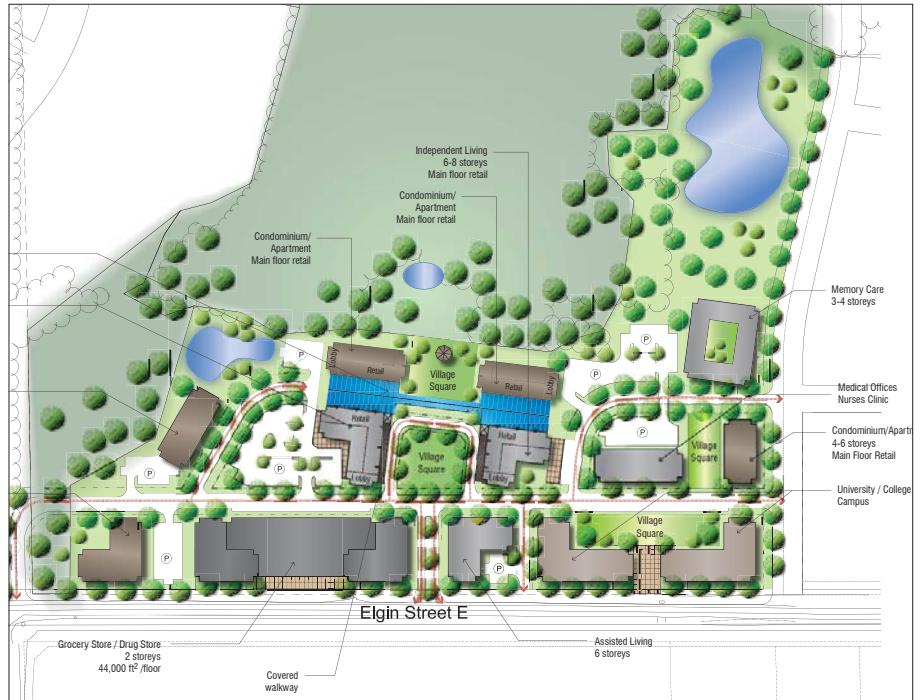 Independent Living
6-8 storeys
Main floor retail
Condominium/
Apartment
Main floor retail
Condominium/
Apartment
Main floor retail
Memory Care
3-4 storeys
Lobby
Retail
Village
Square
Retail
Lobby
P
P
P
Medical Offices
Nurses Clinic
Retail
Lobby
Village
Square
Retail
Lobby
P
Village
Square
Condominium/Apart
4-6 storeys
Main Floor Retail
P
P
University / College
Campus
Village
Square
P
P
Elgin Street E
Grocery Store / Drug Store
2 storeys
44,000 ft² /floor
Covered
walkway
Assisted Living
6 storeys